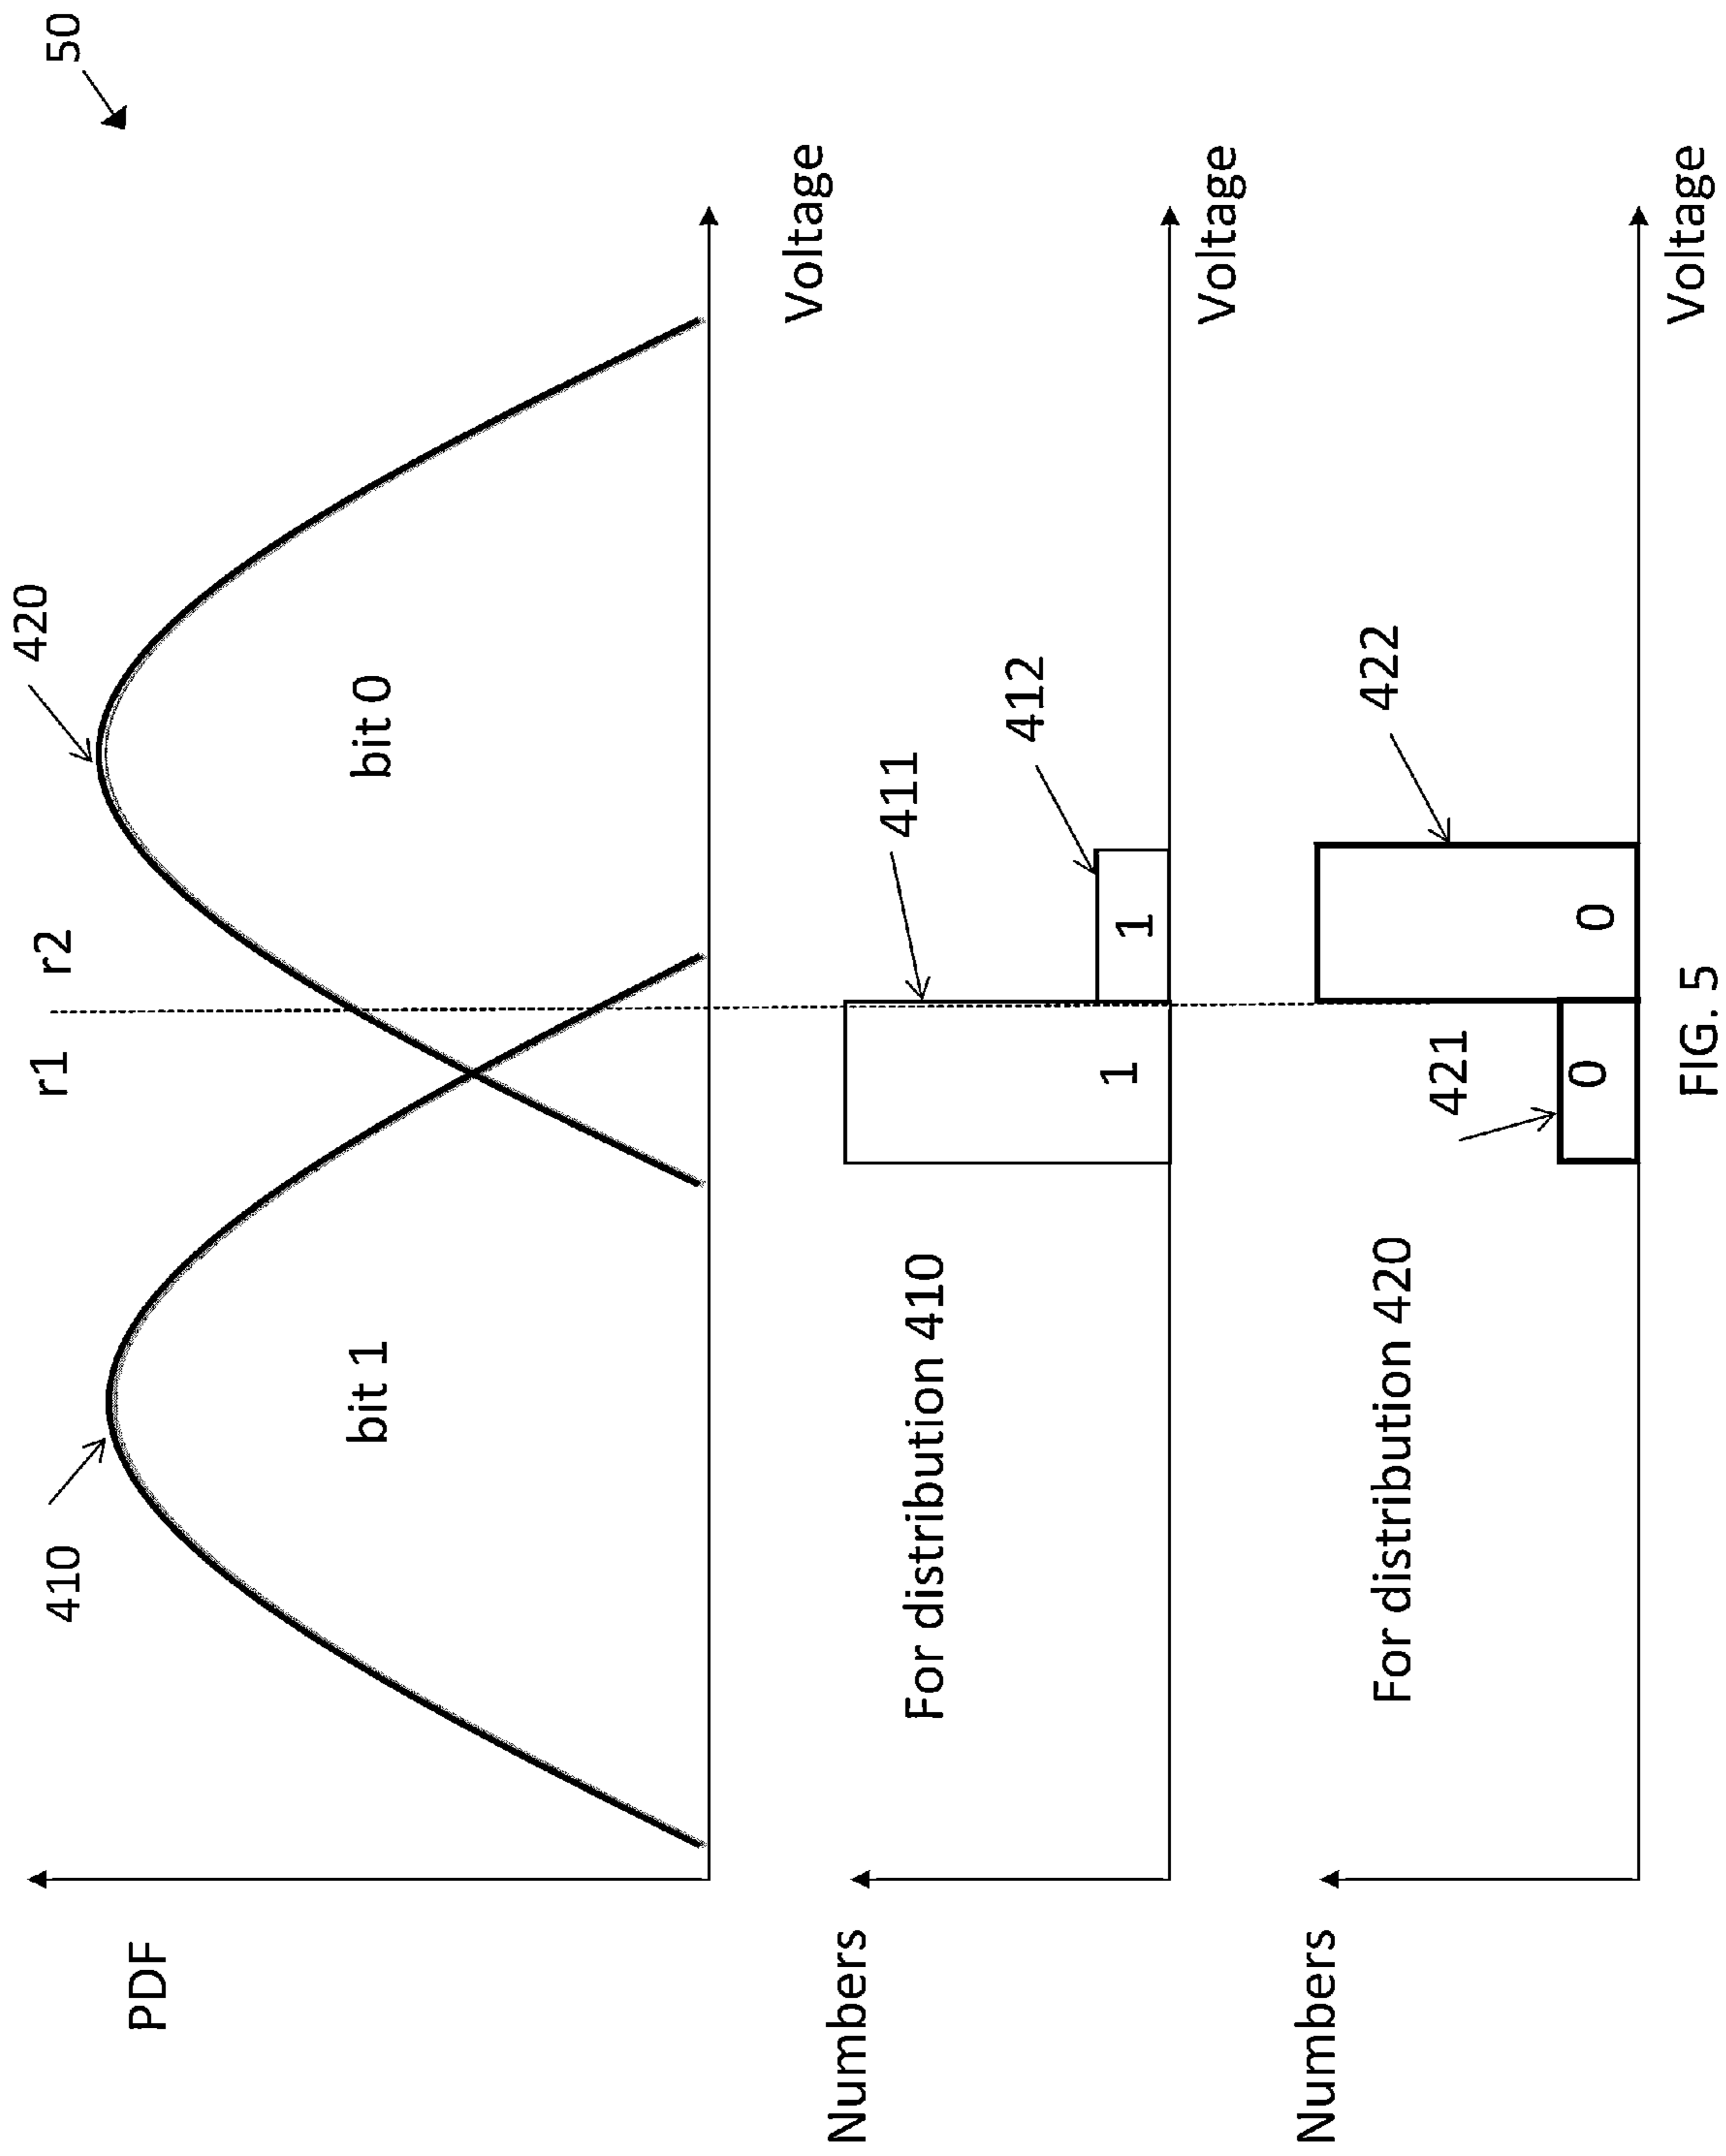 50
420
r1
r2
410
PDF
bit 1
bit 0
Voltage
Numbers
For distribution 410
411
412
1
1
Voltage
Numbers
For distribution 420
421
422
0
0
Voltage
FIG. 5